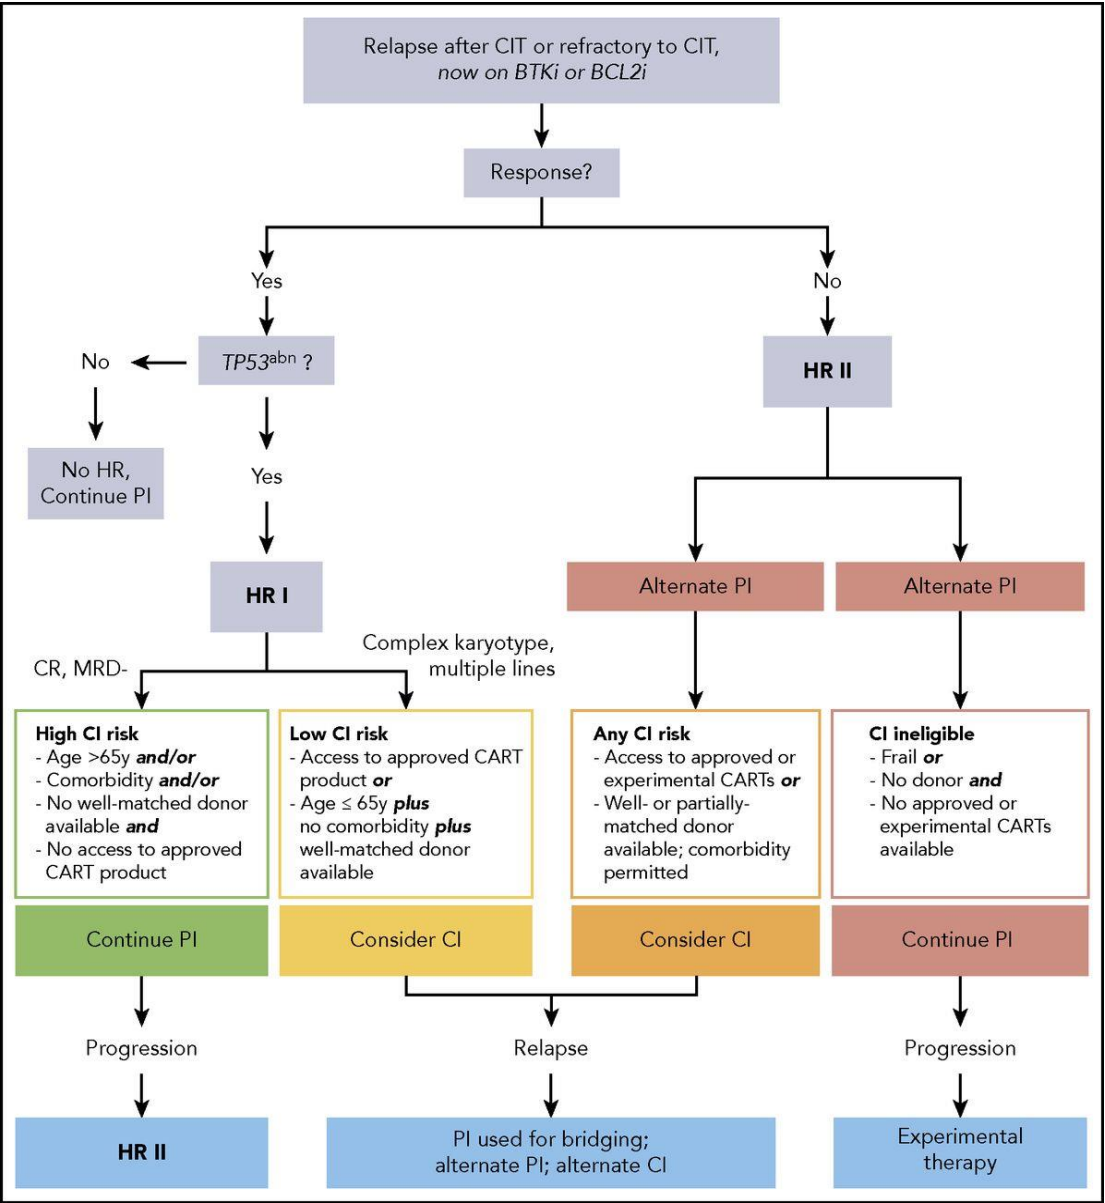 Relapse after CIT or refractory to CIT,
now on BTKi or BCL2i
Response?
Yes
No
No
TP53abn ?
HR II
No HR,
Continue PI
Yes
HR I
Alternate PI
Alternate PI
CR, MRD-
Complex karyotype,
multiple lines
High CI risk
- Age >65y and/or
- Comorbidity and/or
- No well-matched donor
available and
- No access to approved
CART product
Low CI risk
- Access to approved CART
product or
- Age ≤ 65y plus
no comorbidity plus
well-matched donor
available
Any CI risk
- Access to approved or
experimental CARTs or
- Well- or partially-
matched donor
available; comorbidity
permitted
CI ineligible
- Frail or
- No donor and
- No approved or
experimental CARTs
available
Continue PI
Consider CI
Consider CI
Continue PI
Progression
Relapse
Progression
HR II
PI used for bridging;
alternate PI; alternate CI
Experimental
therapy